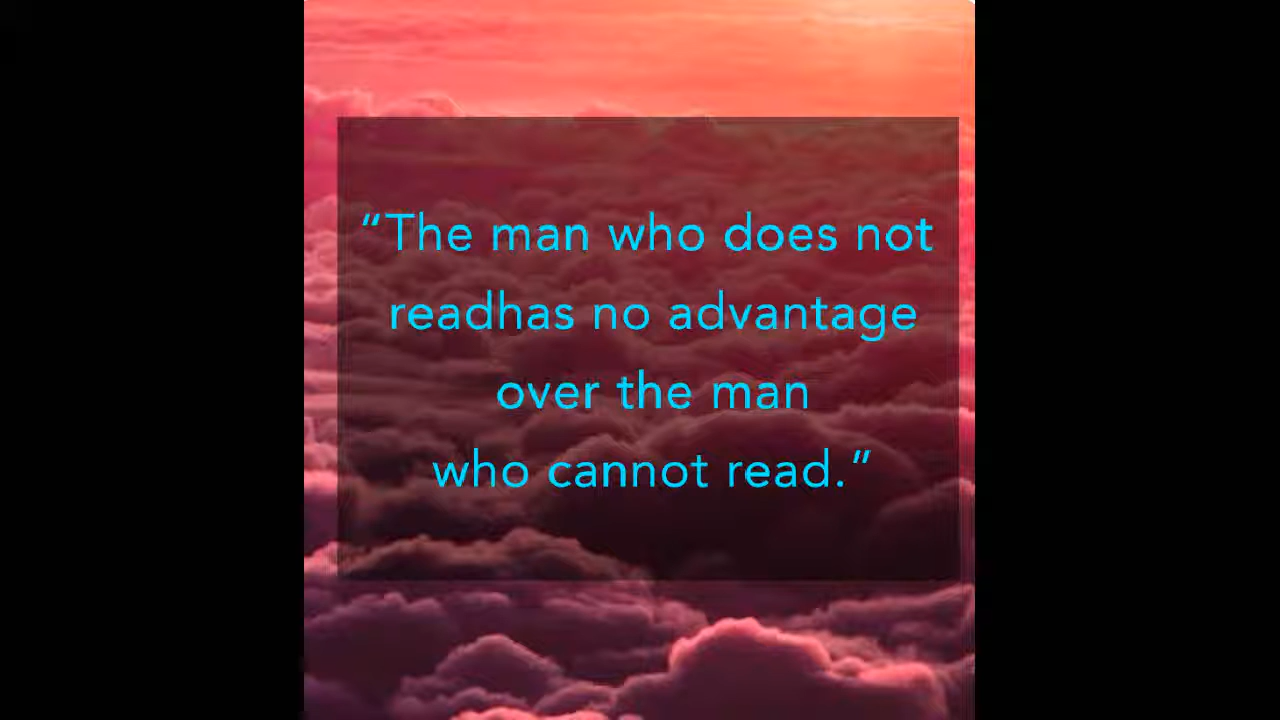 “The man who does not
readhas no advantage
over the man
who cannot read.”